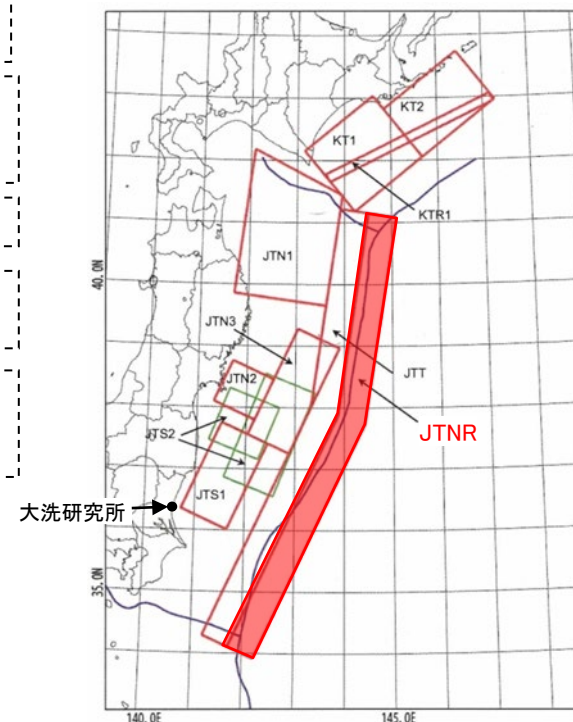 KT2
KT1
KTR1
JTN1
40.0N
JTN3
JTT
JTN2
JTNR
JTS2
JTS1
大洗研究所
35.0N
140.0E
145.0E